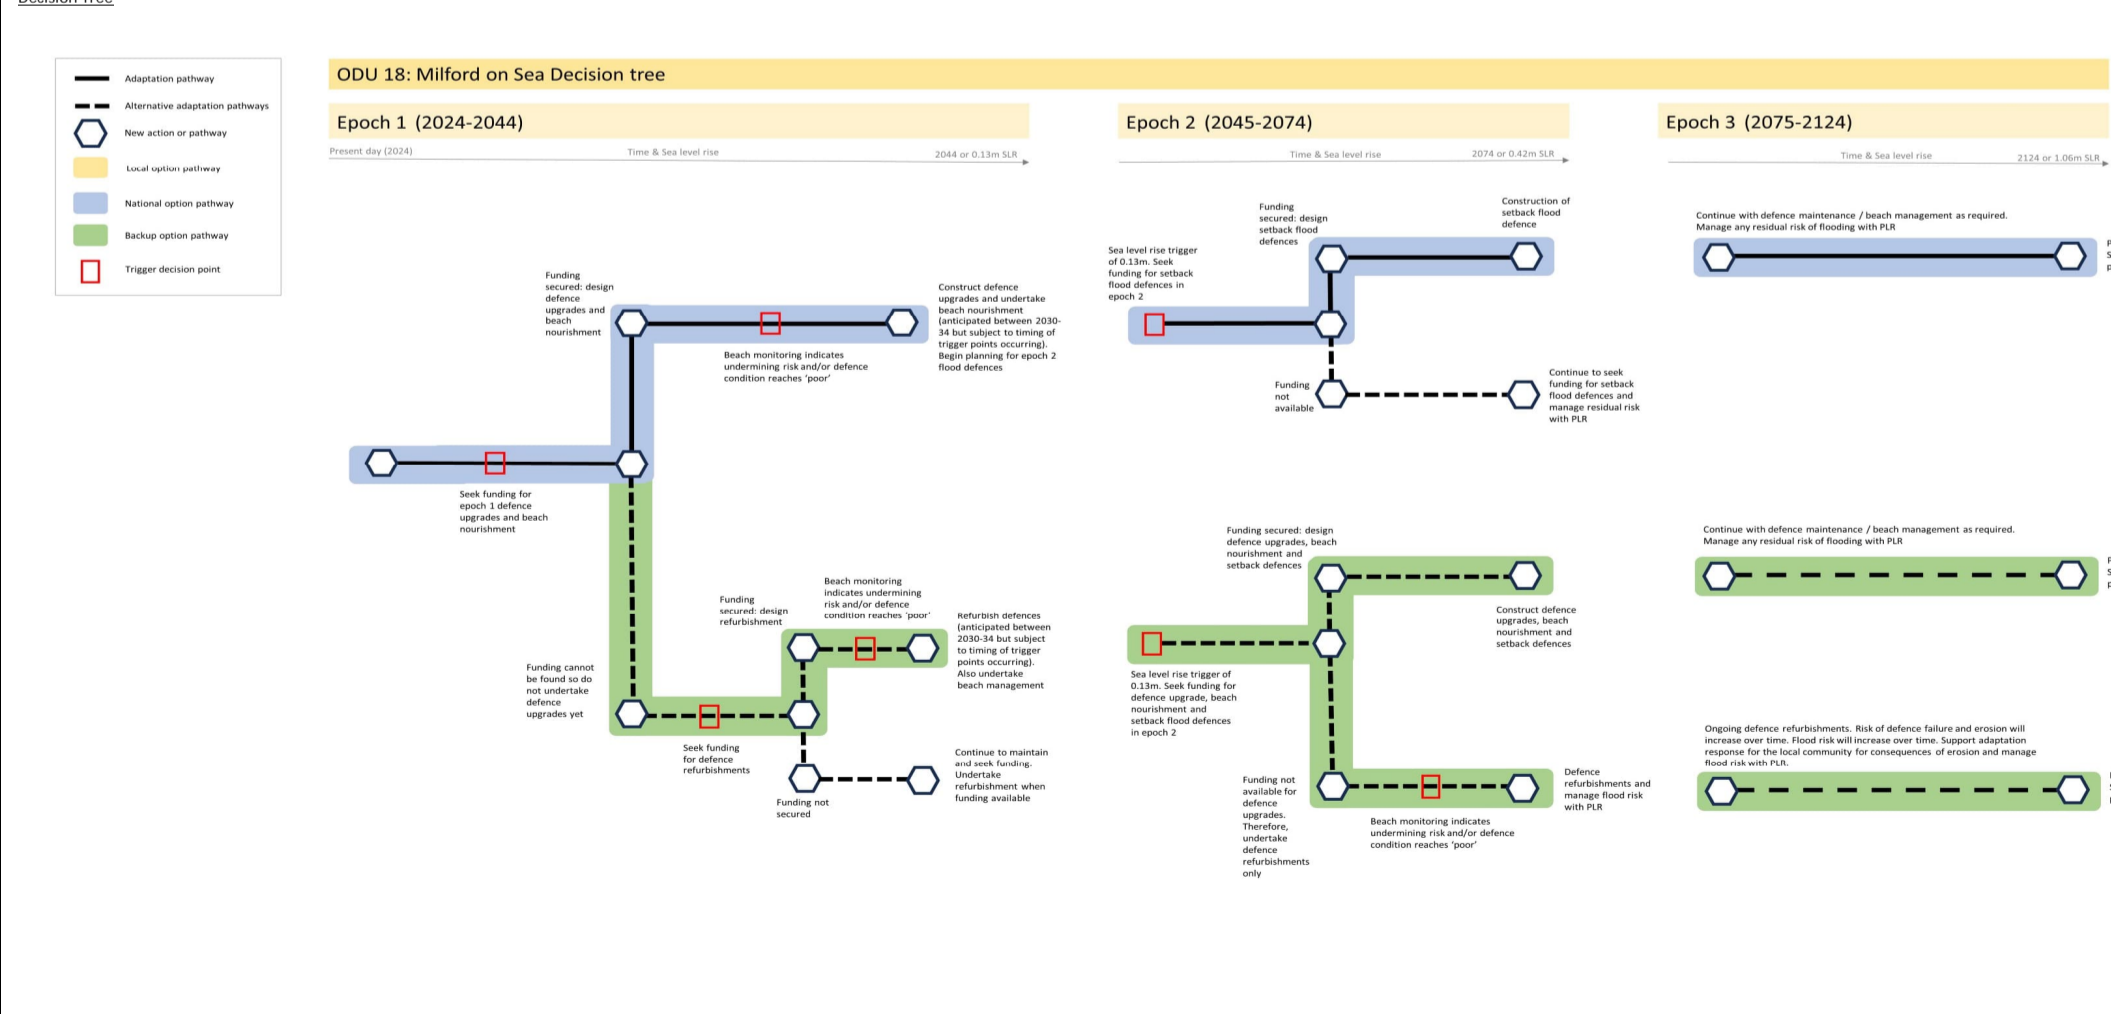 Decision Tree
Adaptation pathway
Alternative adaptation pathways
New action or pathway
Local option pathway
National option pathway
Backup option pathway
Trigger decision point
ODU 18: Milford on Sea Decision tree
Epoch 1 (2024-2044)
Present day (2024)
Time & Sea level rise
2044 or 0.13m SLR
Funding
secured: design
defence
upgrades and
beach
nourishment
Beach monitoring indicates
undermining risk and/or defence
condition reaches ‘poor’
Construct defence
upgrades and undertake
beach nourishment
(anticipated between 2030-
34 but subject to timing of
trigger points occurring).
Begin planning for epoch 2
flood defences
Seek funding for
epoch 1 defence
upgrades and beach
nourishment
Funding cannot
be found so do
not undertake
defence
upgrades yet
Seek funding
for defence
refurbishments
Funding
secured: design
refurbishment
Beach monitoring
indicates undermining
risk and/or defence
condition reaches ‘poor’
Refurbish defences
(anticipated between
2030-34 but subject
to timing of trigger
points occurring).
Also undertake
beach management
Funding not
secured
Continue to maintain
and seek funding.
Undertake
refurbishment when
funding available
Epoch 2 (2045-2074)
Time & Sea level rise
2074 or 0.42m SLR
Sea level rise trigger
of 0.13m. Seek
funding for setback
flood defences in
epoch 2
Funding
secured: design
setback flood
defences
Construction of
setback flood
defence
Funding
not
available
Continue to seek
funding for setback
flood defences and
manage residual risk
with PLR
Funding secured: design
defence upgrades, beach
nourishment and
setback defences
Construct defence
upgrades, beach
nourishment and
setback defences
Sea level rise trigger of
0.13m. Seek funding for
defence upgrade, beach
nourishment and
setback flood defences
in epoch 2
Funding not
available for
defence
upgrades.
Therefore,
undertake
defence
refurbishments
only
Beach monitoring indicates
undermining risk and/or defence
condition reaches ‘poor’
Defence
refurbishments and
manage flood risk
with PLR
Epoch 3 (2075-2124)
Time & Sea level rise
2124 or 1.06m SLR
Continue with defence maintenance / beach management as required.
Manage any residual risk of flooding with PLR
Continue with defence maintenance / beach management as required.
Manage any residual risk of flooding with PLR
Ongoing defence refurbishments. Risk of defence failure and erosion will
increase over time. Flood risk will increase over time. Support adaptation
response for the local community for consequences of erosion and manage
flood risk with PLR.